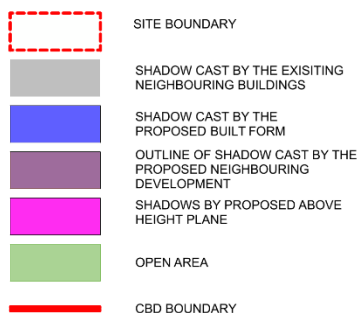 SITE BOUNDARY
SHADOW CAST BY THE EXISITING
NEIGHBOURING BUILDINGS
SHADOW CAST BY THE
PROPOSED BUILT FORM
OUTLINE OF SHADOW CAST BY THE
PROPOSED NEIGHBOURING
DEVELOPMENT
SHADOWS BY PROPOSED ABOVE
HEIGHT PLANE
OPEN AREA
CBD BOUNDARY